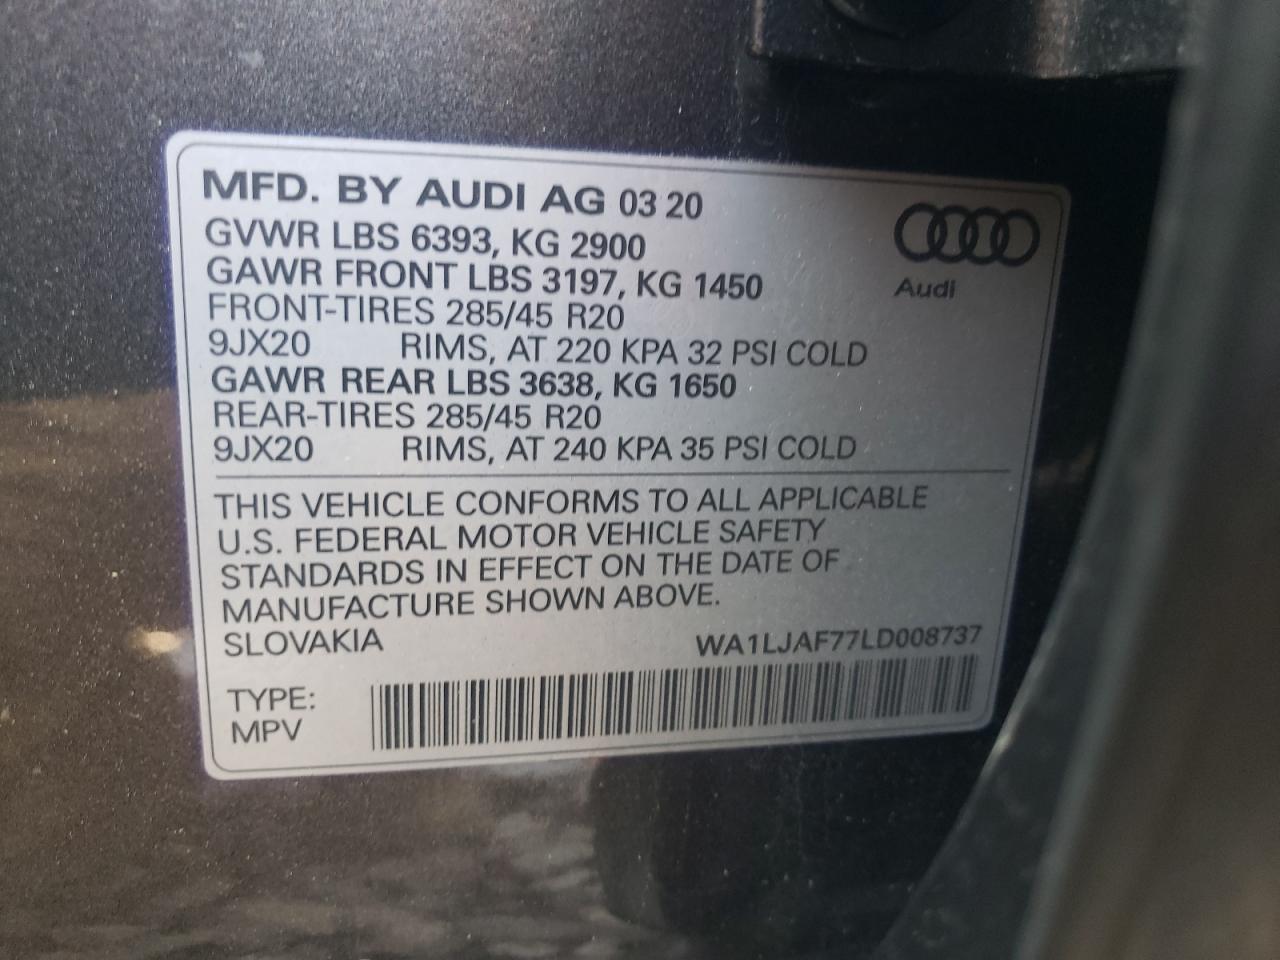 MFD. BY AUDI AG 03 20
GVWR LBS 6393, KG 2900
GAWR FRONT LBS 3197, KG 1450
FRONT-TIRES 285/45 R20
9JX20 RIMS, AT 220 KPA 32 PSI COLD
GAWR REAR LBS 3638, KG 1650
REAR-TIRES 285/45 R20
9JX20 RIMS, AT 240 KPA 35 PSI COLD
Audi
THIS VEHICLE CONFORMS TO ALL APPLICABLE
U.S. FEDERAL MOTOR VEHICLE SAFETY
STANDARDS IN EFFECT ON THE DATE OF
MANUFACTURE SHOWN ABOVE.
SLOVAKIA WA1LJAF77LD008737
TYPE:
MPV